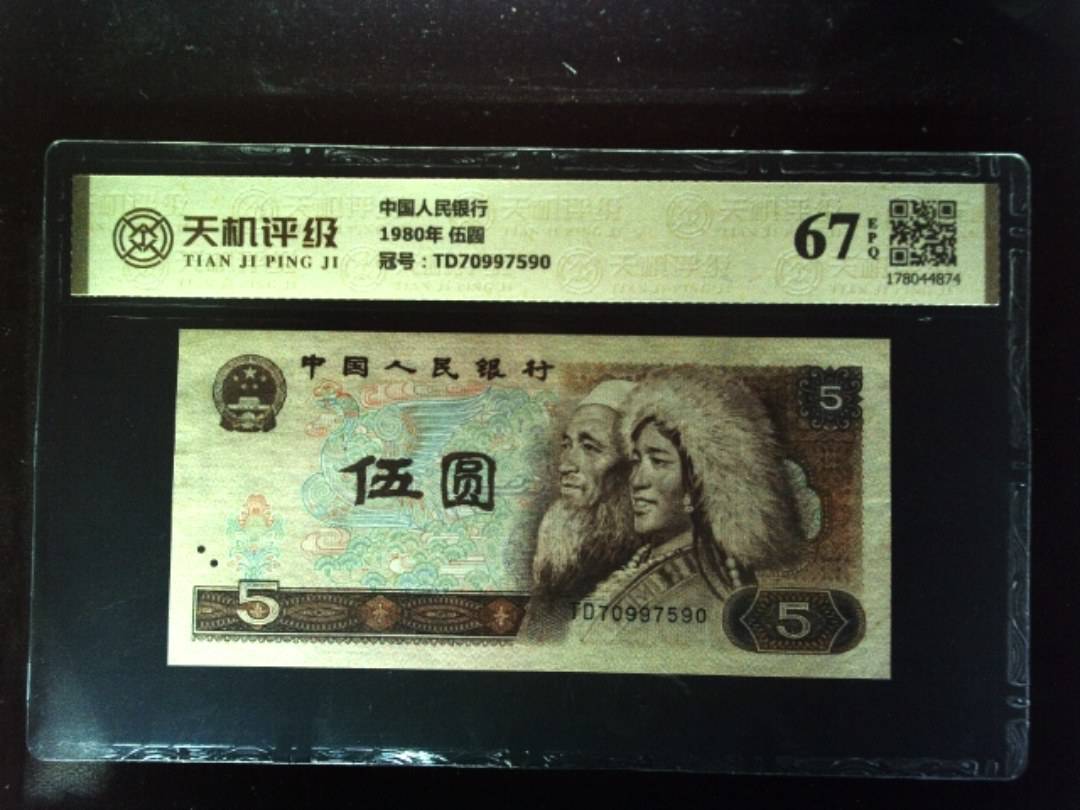 天机评级
TIAN JI PING JI
中国人民银行
1980年 伍圆
冠号：TD70997590
67
EPQ
178044874
中国人民银行
5
伍圆
5
TD70997590
5